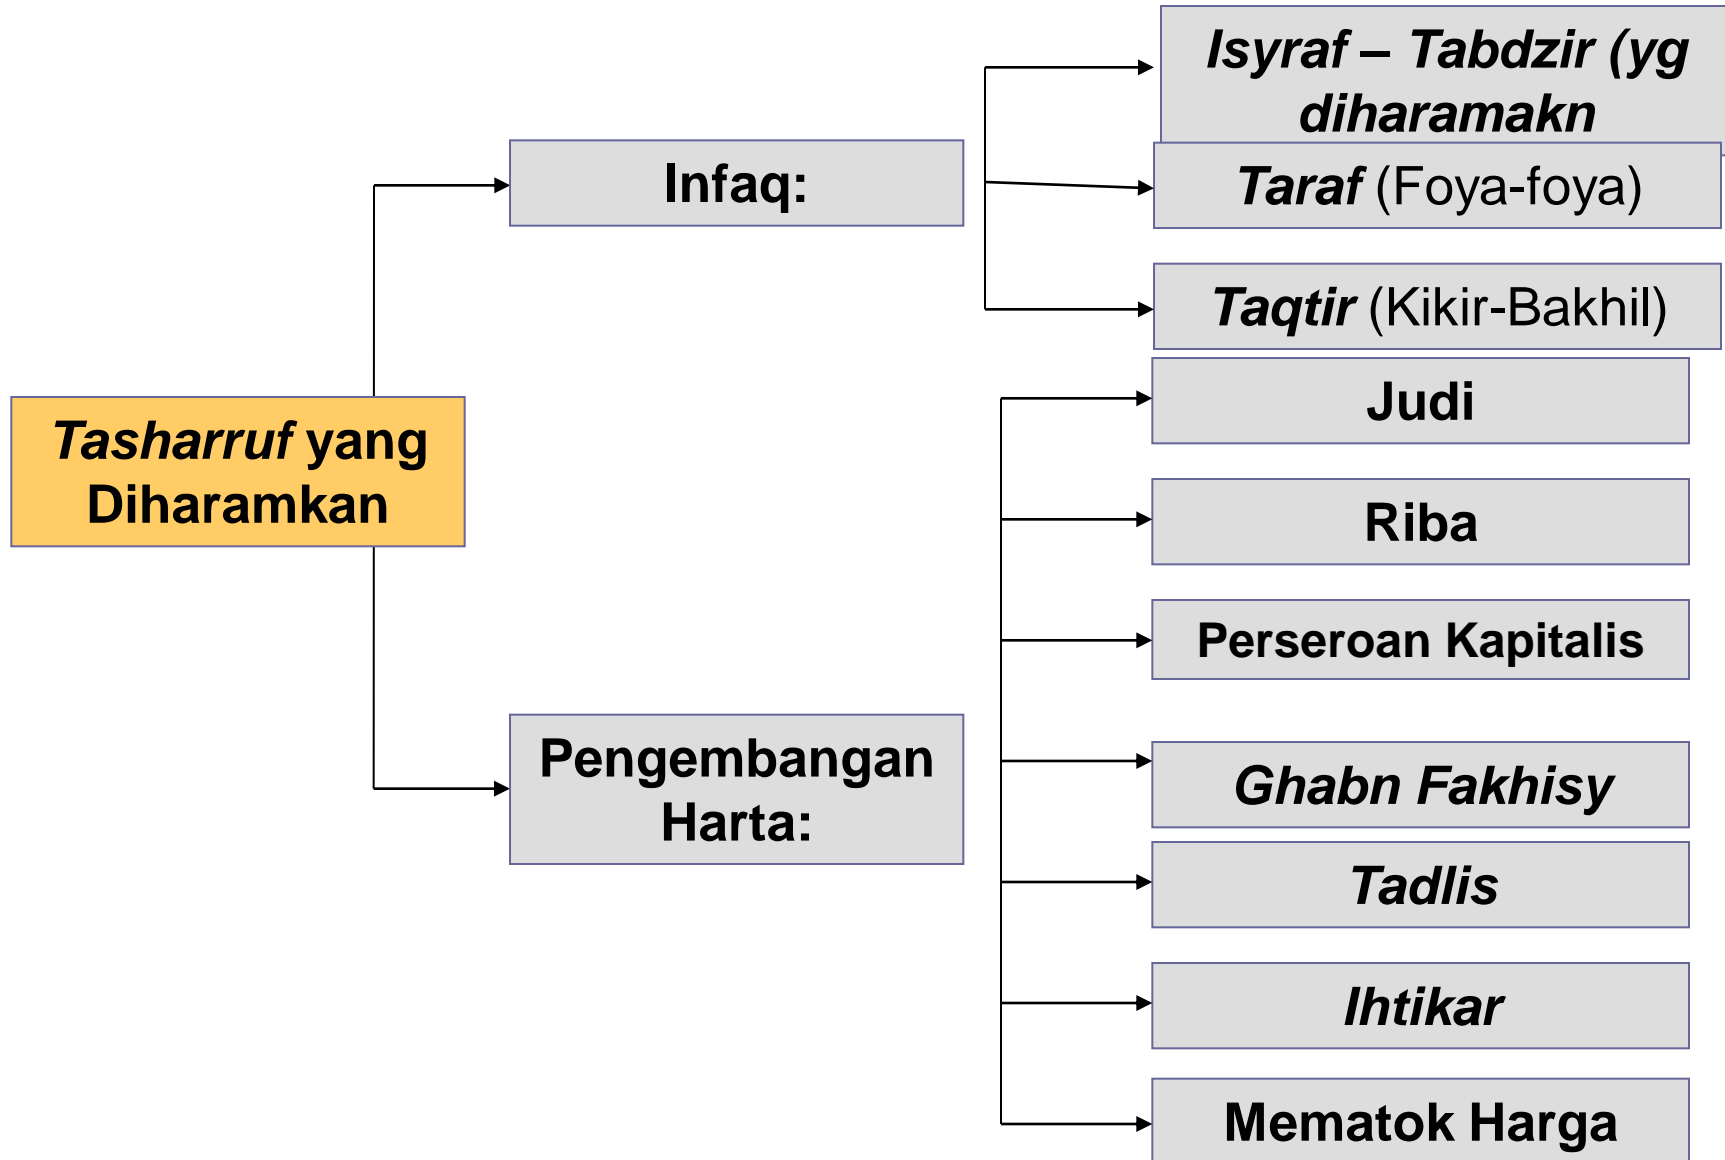 Isyraf – Tabdzir (yg
diharamakn
Infaq:
Taraf (Foya-foya)
Taqtir (Kikir-Bakhil)
Tasharruf yang
Diharamkan
Judi
Riba
Perseroan Kapitalis
Pengembangan
Harta:
Ghabn Fakhisy
Tadlis
Ihtikar
Mematok Harga